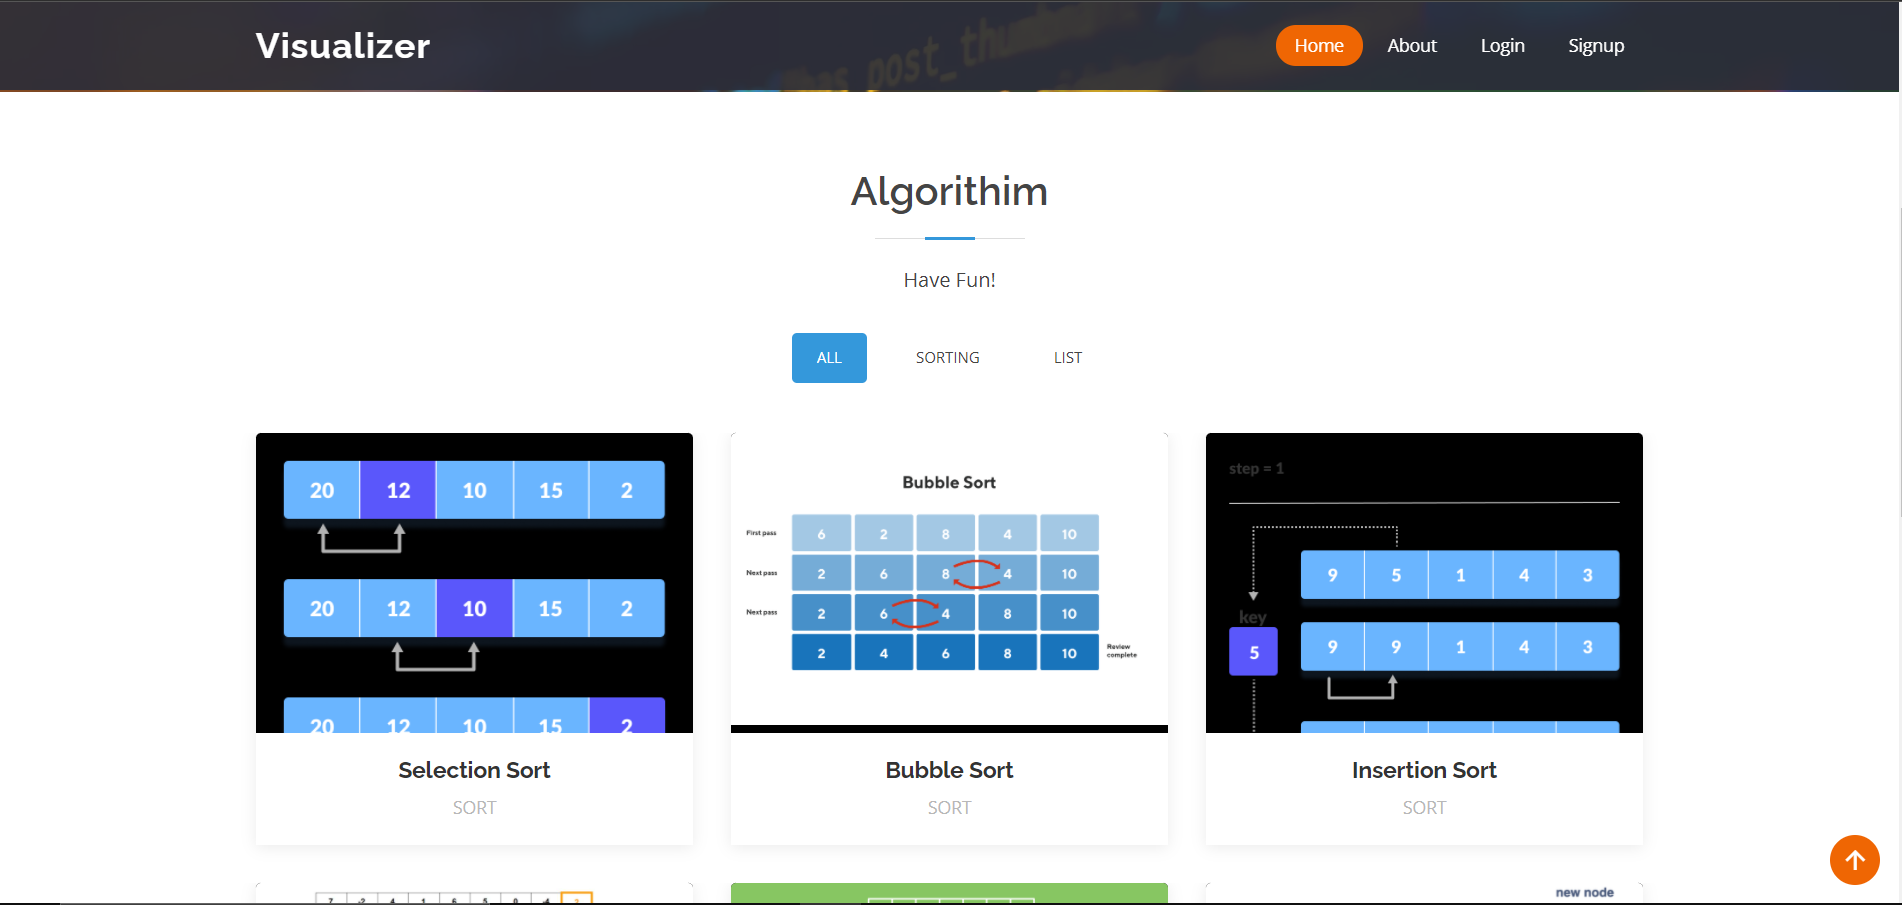 Visualizer
Home About Login Signup
Algorithim
Have Fun!
ALL SORTING LIST
20 12 10 15 2
20 12 10 15 2
20 12 10 15 2
Selection Sort
SORT
Bubble Sort
First pass 6 2 8 4 10
Next pass 2 6 8 4 10
Next pass 2 6 4 8 10
2 4 6 8 10 Review
complete
Bubble Sort
SORT
step = 1
9 5 1 4 3
key
5
9 9 1 4 3
Insertion Sort
SORT
new node